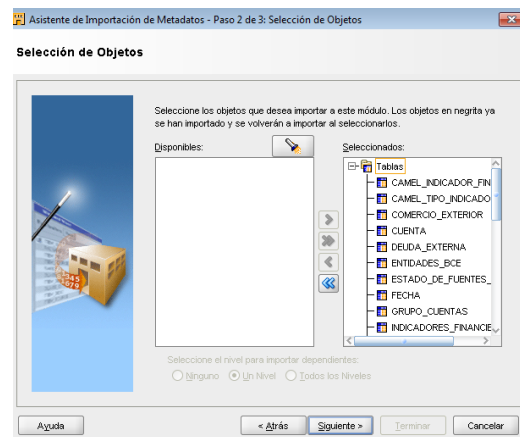 Asistente de Importación de Metadatos - Paso 2 de 3: Selección de Objetos
Selección de Objetos
Seleccione los objetos que desea importar a este módulo. Los objetos en negrita ya
se han importado y se volverán a importar al seleccionarlos.
Disponibles:
Seleccionados:
Tablas
CAMEL_INDICADOR_FIN
CAMEL_TIPO_INDICADO
COMERCIO_EXTERIOR
CUENTA
DEUDA_EXTERNA
ENTIDADES_BCE
ESTADO_DE_FUENTES_
FECHA
GRUPO_CUENTAS
INDICADORES_FINANCIE
Seleccione el nivel para importar dependientes:
Ninguno Un Nivel Todos los Niveles
Ayuda < Atrás Siguiente > Terminar Cancelar